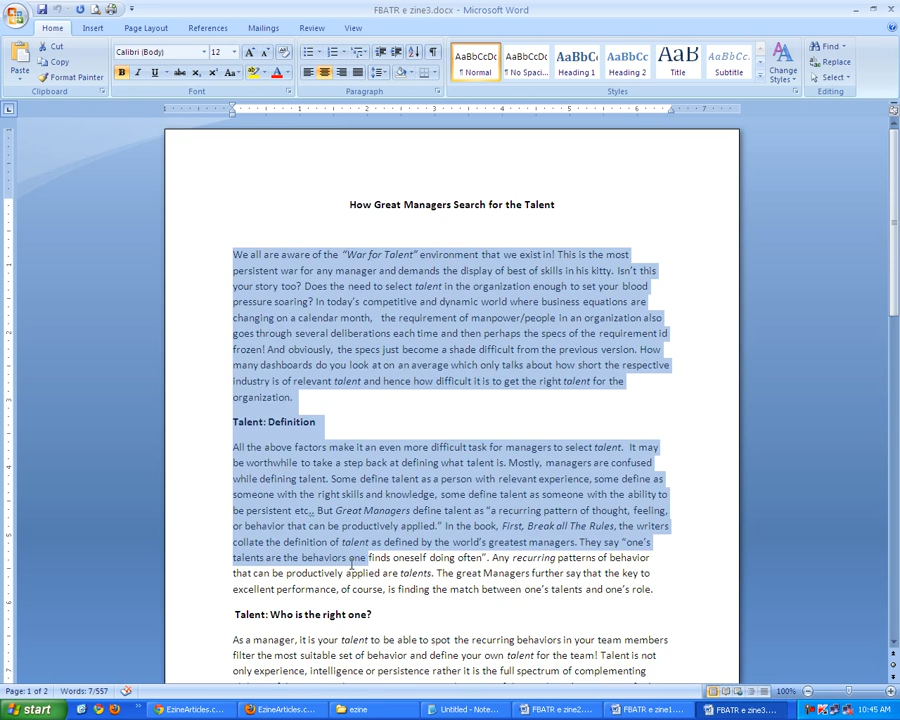 FBATR e zine3.docx - Microsoft Word
Home Insert Page Layout References Mailings Review View
Paste
Cut
Copy
Format Painter
Clipboard
Calibri (Body) 12
B I U abc x₂ x² Aa
Font
Paragraph
AaBbCcDc AaBbCcDc AaBbCc AaBbCc AaB AaBbCc.
¶ Normal ¶ No Spaci... Heading 1 Heading 2 Title Subtitle
Change Styles
Styles
Find
Replace
Select
Editing
1 1 2 3 4 5 6 7
How Great Managers Search for the Talent
We all are aware of the “War for Talent” environment that we exist in! This is the most
persistent war for any manager and demands the display of best of skills in his kitty. Isn’t this
your story too? Does the need to select talent in the organization enough to set your blood
pressure soaring? In today’s competitive and dynamic world where business equations are
changing on a calendar month, the requirement of manpower/people in an organization also
goes through several deliberations each time and then perhaps the specs of the requirement id
frozen! And obviously, the specs just become a shade difficult from the previous version. How
many dashboards do you look at on an average which only talks about how short the respective
industry is of relevant talent and hence how difficult it is to get the right talent for the
organization.
Talent: Definition
All the above factors make it an even more difficult task for managers to select talent. It may
be worthwhile to take a step back at defining what talent is. Mostly, managers are confused
while defining talent. Some define talent as a person with relevant experience, some define as
someone with the right skills and knowledge, some define talent as someone with the ability to
be persistent etc.. But Great Managers define talent as “a recurring pattern of thought, feeling,
or behavior that can be productively applied.” In the book, First, Break all The Rules, the writers
collate the definition of talent as defined by the world’s greatest managers. They say “one’s
talents are the behaviors one finds oneself doing often”. Any recurring patterns of behavior
that can be productively applied are talents. The great Managers further say that the key to
excellent performance, of course, is finding the match between one’s talents and one’s role.
Talent: Who is the right one?
As a manager, it is your talent to be able to spot the recurring behaviors in your team members
filter the most suitable set of behavior and define your own talent for the team! Talent is not
only experience, intelligence or persistence rather it is the full spectrum of complementing
Page: 1 of 2 Words: 7/557 100%
start EzineArticles.com... EzineArticles.com:... ezine Untitled - Note... FBATR e zine2.... FBATR e zine1.... FBATR e zine3.... 10:45 AM